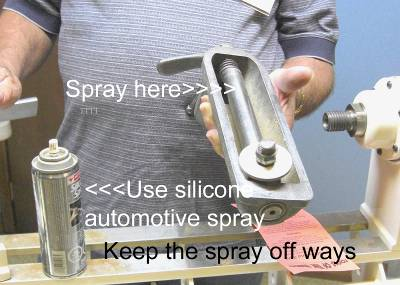 Spray here>>>>
<<<Use silicone
automotive spray
Keep the spray off ways